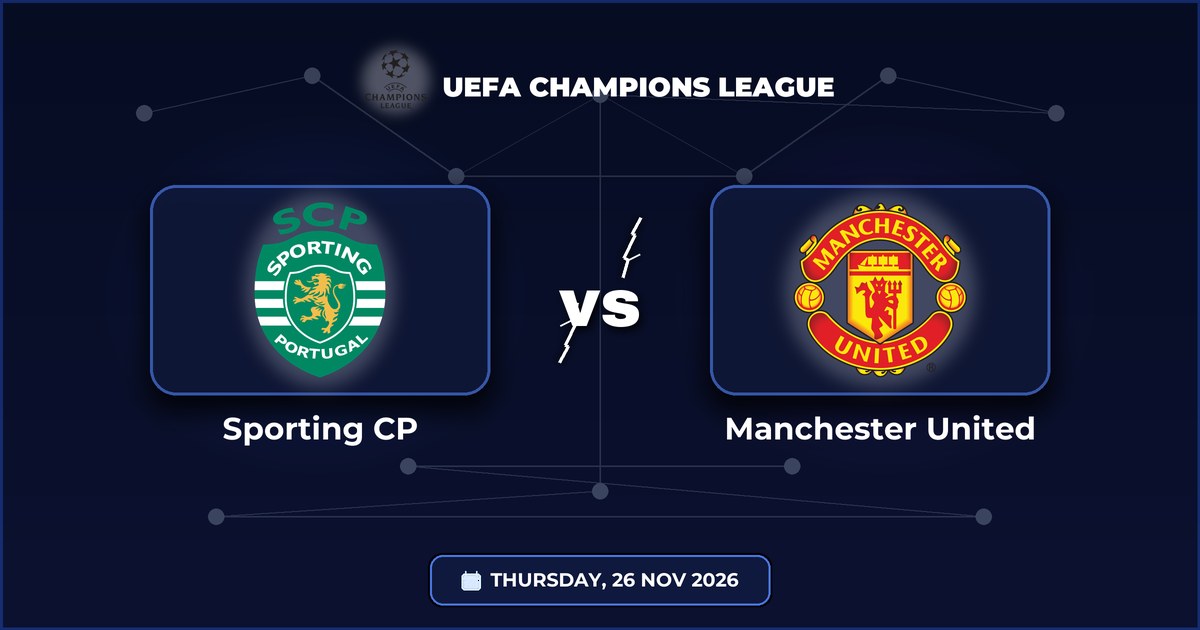 CHAMPIONS
LEAGUE
UEFA CHAMPIONS LEAGUE
SCP
SPORTING
PORTUGAL
VS
MANCHESTER
UNITED
®
Sporting CP
Manchester United
THURSDAY, 26 NOV 2026